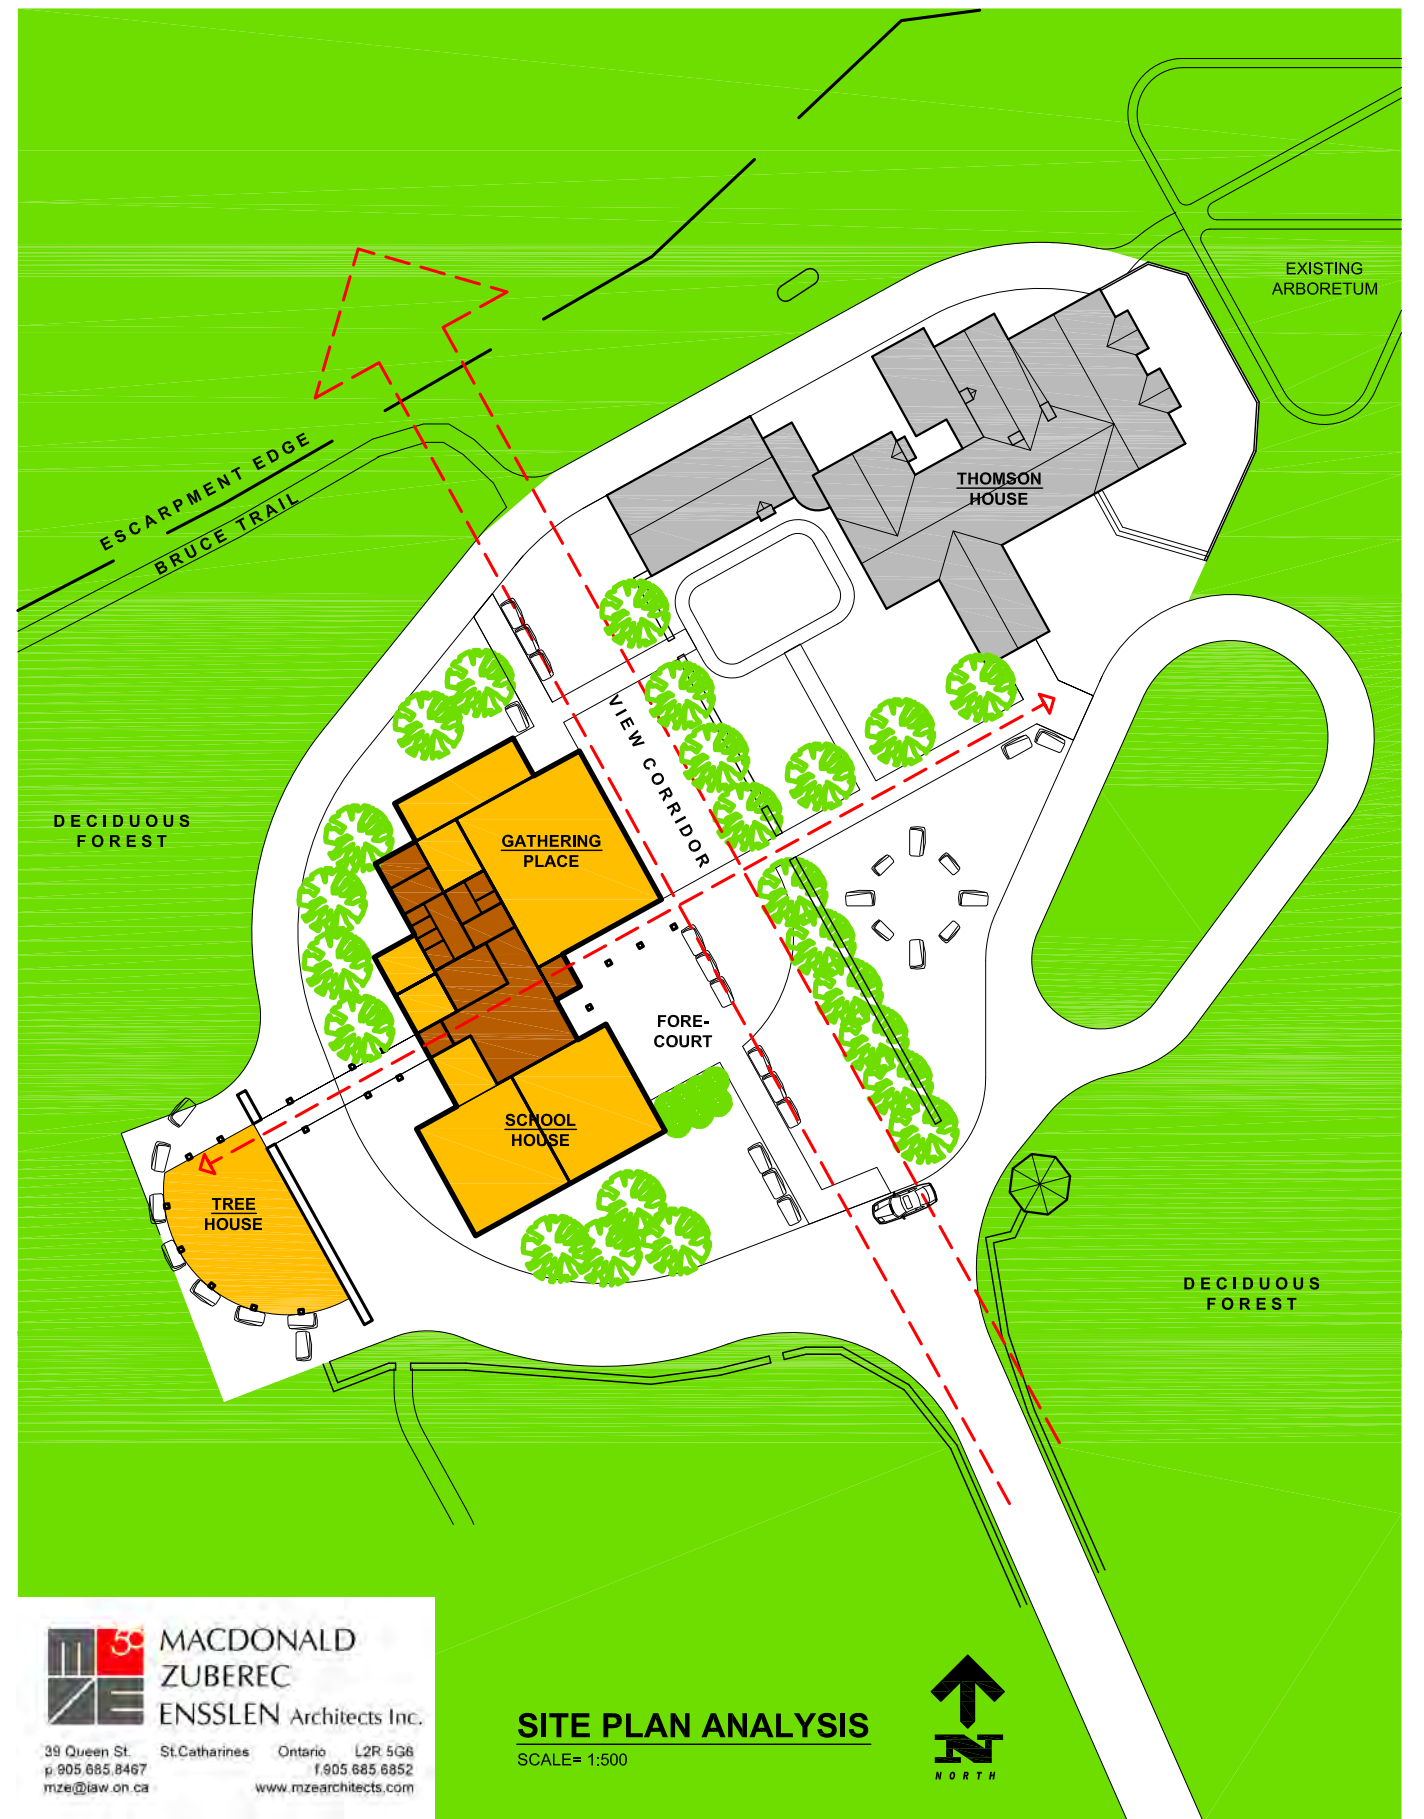 EXISTING
ARBORETUM
ESCARPMENT EDGE
BRUCE TRAIL
THOMSON
HOUSE
VIEW CORRIDOR
DECIDUOUS
FOREST
GATHERING
PLACE
FORE-
COURT
SCHOOL
HOUSE
TREE
HOUSE
DECIDUOUS
FOREST
MZE 50
MACDONALD
ZUBEREC
ENSSLEN Architects Inc.
39 Queen St. St.Catharines Ontario L2R 5G6
p.905.685.8467 f.905.685.6852
mze@iaw.on.ca www.mzearchitects.com
SITE PLAN ANALYSIS
SCALE= 1:500
N
NORTH